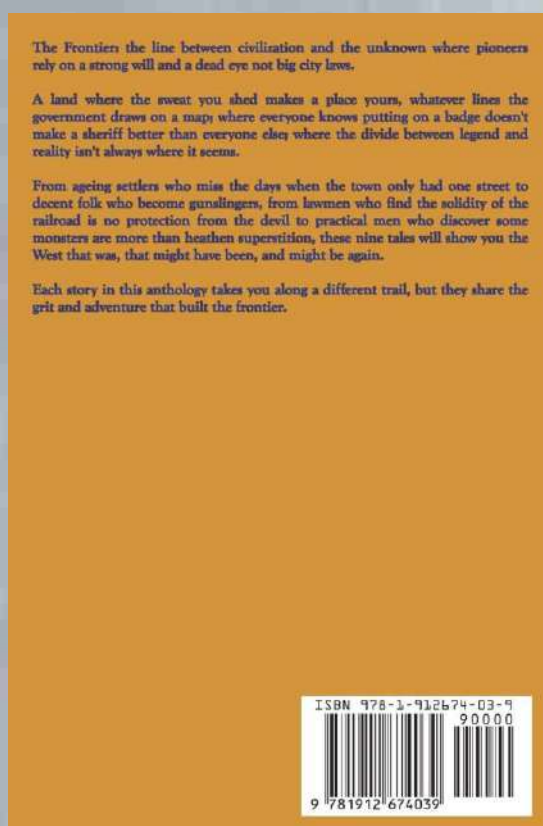 The Frontier: the line between civilization and the unknown where pioneers
rely on a strong will and a dead eye not big city laws.
A land where the sweat you shed makes a place yours, whatever lines the
government draws on a map; where everyone knows putting on a badge doesn't
make a sheriff better than everyone else; where the divide between legend and
reality isn't always where it seems.
From ageing settlers who miss the days when the town only had one street to
decent folk who become gunslingers, from lawmen who find the solidity of the
railroad is no protection from the devil to practical men who discover some
monsters are more than heathen superstition, these nine tales will show you the
West that was, that might have been, and might be again.
Each story in this anthology takes you along a different trail, but they share the
grit and adventure that built the frontier.
ISBN 978-1-912674-03-9
90000
9 781912 674039